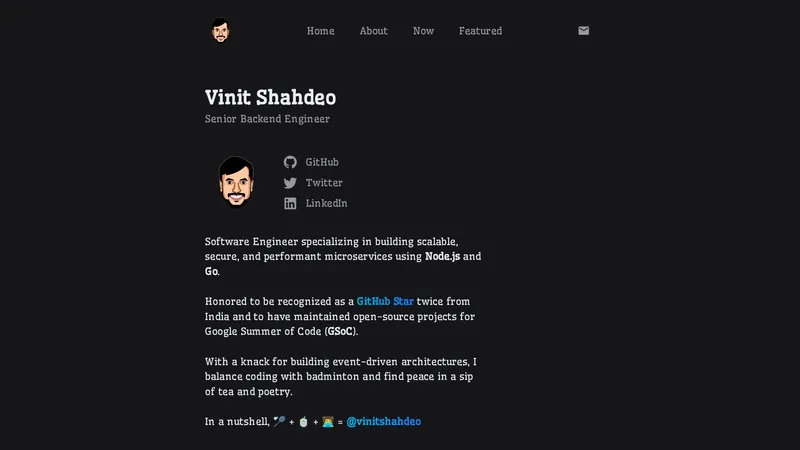 Home About Now Featured
Vinit Shahdeo
Senior Backend Engineer
GitHub
Twitter
LinkedIn
Software Engineer specializing in building scalable,
secure, and performant microservices using Node.js and
Go.
Honored to be recognized as a GitHub Star twice from
India and to have maintained open-source projects for
Google Summer of Code (GSoC).
With a knack for building event-driven architectures, I
balance coding with badminton and find peace in a sip
of tea and poetry.
In a nutshell, 🏸 + 🍵 + 👨‍💻 = @vinitshahdeo